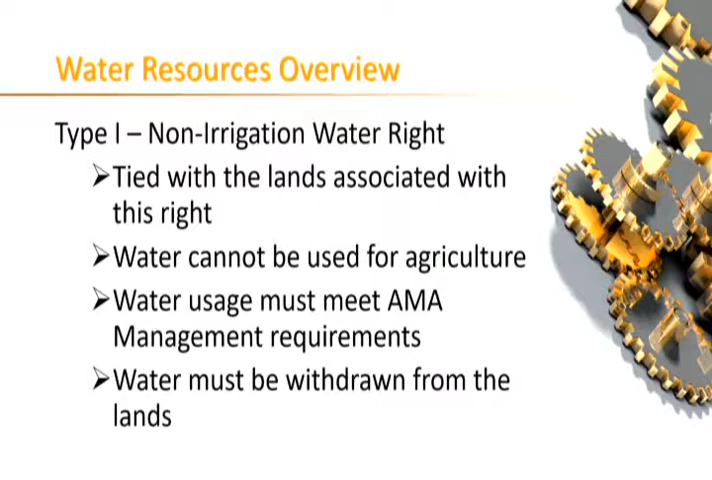 Water Resources Overview
Type I – Non-Irrigation Water Right
➢Tied with the lands associated with
this right
➢Water cannot be used for agriculture
➢Water usage must meet AMA
Management requirements
➢Water must be withdrawn from the
lands